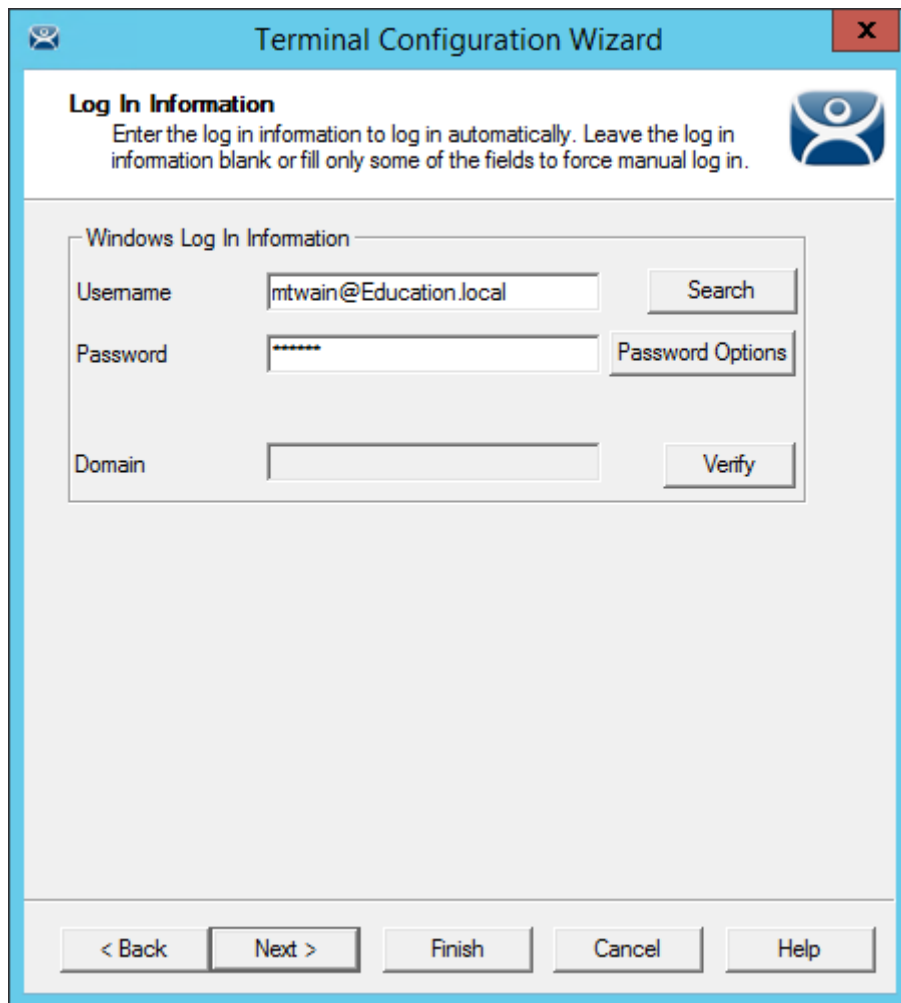 Terminal Configuration Wizard
x
Log In Information
Enter the log in information to log in automatically. Leave the log in
information blank or fill only some of the fields to force manual log in.
Windows Log In Information
Username mtwain@Education.local Search
Password ****** Password Options
Domain Verify
< Back Next > Finish Cancel Help